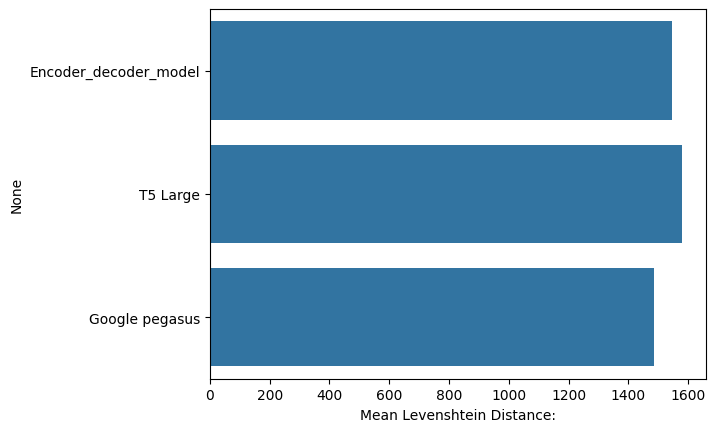 Encoder_decoder_model
T5 Large
Google pegasus
None
0 200 400 600 800 1000 1200 1400 1600
Mean Levenshtein Distance: